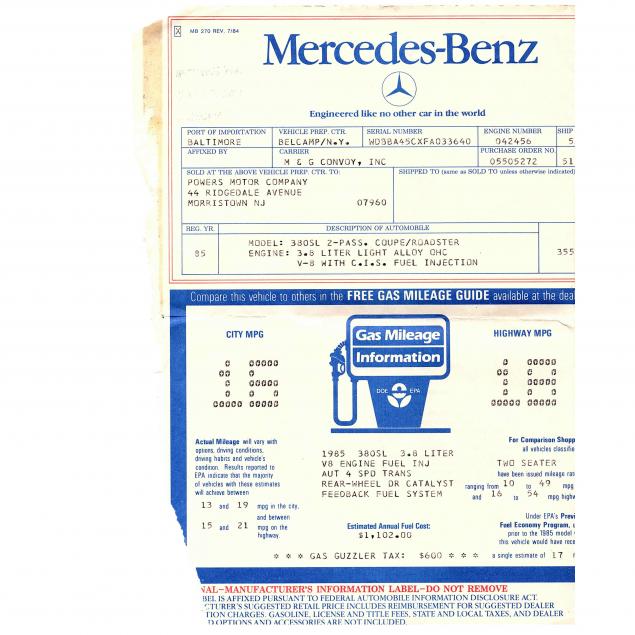 X MB 270 REV. 7/84
Mercedes-Benz
Engineered like no other car in the world
PORT OF IMPORTATION VEHICLE PREP. CTR. SERIAL NUMBER ENGINE NUMBER SHIP
BALTIMORE BELCAMP/N.Y. WDBBA45CXFA033640 042456 5
AFFIXED BY CARRIER PURCHASE ORDER NO.
M & G CONVOY, INC 05505272 51
SOLD AT THE ABOVE VEHICLE PREP. CTR. TO: SHIPPED TO (same as SOLD TO unless otherwise indicated)
POWERS MOTOR COMPANY
44 RIDGEDALE AVENUE
MORRISTOWN NJ 07960
REG. YR. DESCRIPTION OF AUTOMOBILE
85 MODEL: 380SL 2-PASS. COUPE/ROADSTER
ENGINE: 3.8 LITER LIGHT ALLOY OHC 355
V-8 WITH C.I.S. FUEL INJECTION
Compare this vehicle to others in the FREE GAS MILEAGE GUIDE available at the deal
CITY MPG
Gas Mileage
Information
DOE EPA
HIGHWAY MPG
Actual Mileage will vary with
options, driving conditions,
driving habits and vehicle's
condition. Results reported to
EPA indicate that the majority
of vehicles with these estimates
will achieve between
13 and 19 mpg in the city,
and between
15 and 21 mpg on the
highway.
1985 380SL 3.8 LITER
V8 ENGINE FUEL INJ
AUT 4 SPD TRANS
REAR-WHEEL DR CATALYST
FEEDBACK FUEL SYSTEM
Estimated Annual Fuel Cost:
$1,102.00
* * * GAS GUZZLER TAX: $600 * * *
For Comparison Shopp
all vehicles classifie
TWO SEATER
have been issued mileage rat
ranging from 10 to 49 mpg
and 16 to 54 mpg highw
Under EPA's Previ
Fuel Economy Program, u
prior to the 1985 model
this vehicle would have rece
a single estimate of 17
NAL–MANUFACTURER'S INFORMATION LABEL–DO NOT REMOVE
BEL IS AFFIXED PURSUANT TO FEDERAL AUTOMOBILE INFORMATION DISCLOSURE ACT.
CTURER'S SUGGESTED RETAIL PRICE INCLUDES REIMBURSEMENT FOR SUGGESTED DEALER
TION CHARGES. GASOLINE, LICENSE AND TITLE FEES, STATE AND LOCAL TAXES, AND DEALER
D OPTIONS AND ACCESSORIES ARE NOT INCLUDED.